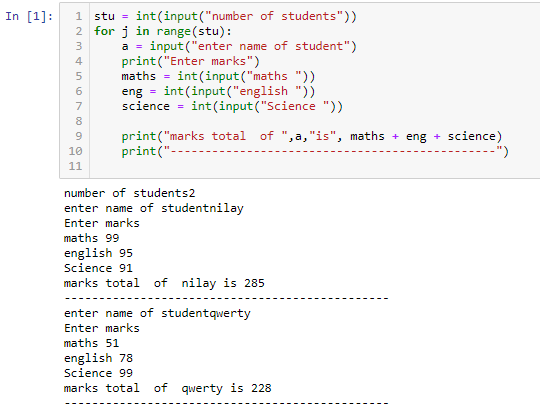 In [1]:
1 stu = int(input("number of students"))
2 for j in range(stu):
3     a = input("enter name of student")
4     print("Enter marks")
5     maths = int(input("maths "))
6     eng = int(input("english "))
7     science = int(input("Science "))
8
9     print("marks total  of ",a,"is", maths + eng + science)
10     print("-----------------------------------------------")
11
number of students2
enter name of studentnilay
Enter marks
maths 99
english 95
Science 91
marks total  of  nilay is 285
-----------------------------------------------
enter name of studentqwerty
Enter marks
maths 51
english 78
Science 99
marks total  of  qwerty is 228
-----------------------------------------------